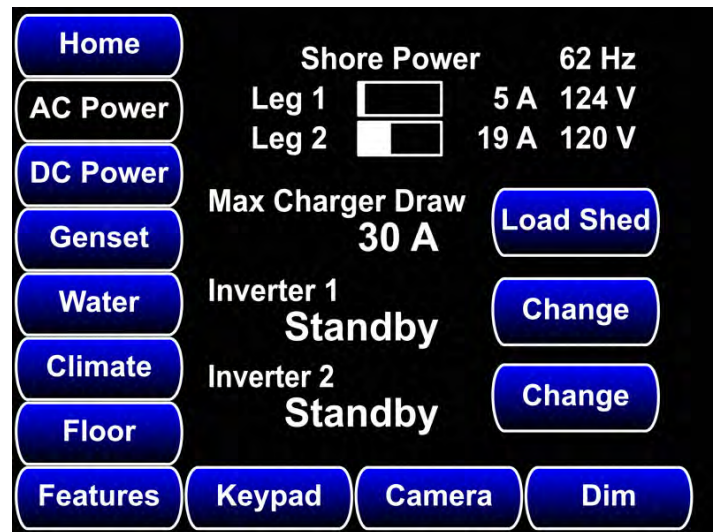 Home
Shore Power 62 Hz
AC Power
Leg 1 5 A 124 V
Leg 2 19 A 120 V
DC Power
Max Charger Draw
30 A
Load Shed
Genset
Water
Inverter 1
Standby
Change
Climate
Inverter 2
Standby
Change
Floor
Features Keypad Camera Dim